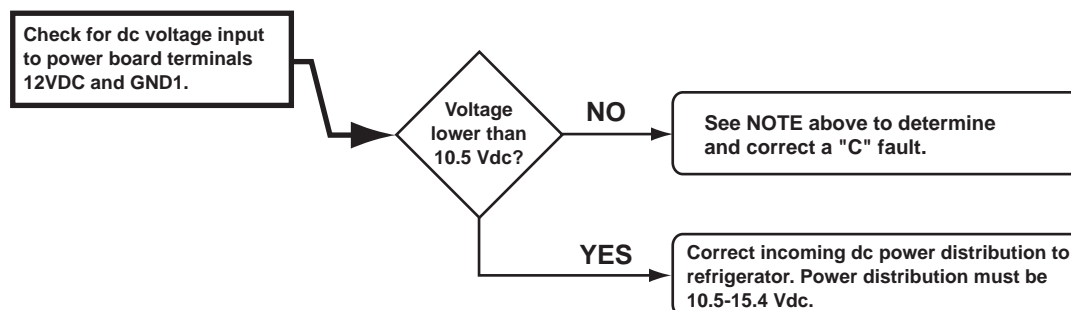 Check for dc voltage input
to power board terminals
12VDC and GND1.
Voltage
lower than
10.5 Vdc?
NO
See NOTE above to determine
and correct a "C" fault.
YES
Correct incoming dc power distribution to
refrigerator. Power distribution must be
10.5-15.4 Vdc.